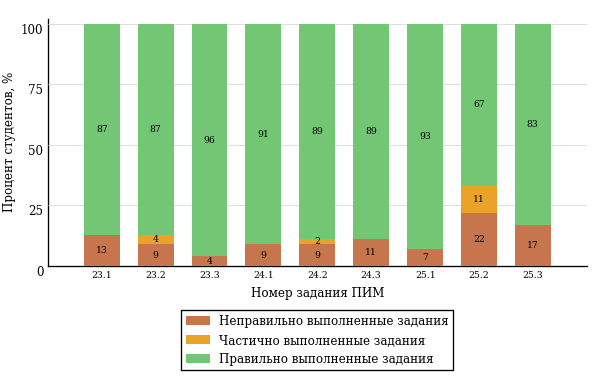 Процент студентов, %
100
75
50
25
0
87 87 96 91 89 89 93 67 83
4 2 11
13 9 4 9 9 11 7 22 17
23.1 23.2 23.3 24.1 24.2 24.3 25.1 25.2 25.3
Номер задания ПИМ
Неправильно выполненные задания
Частично выполненные задания
Правильно выполненные задания